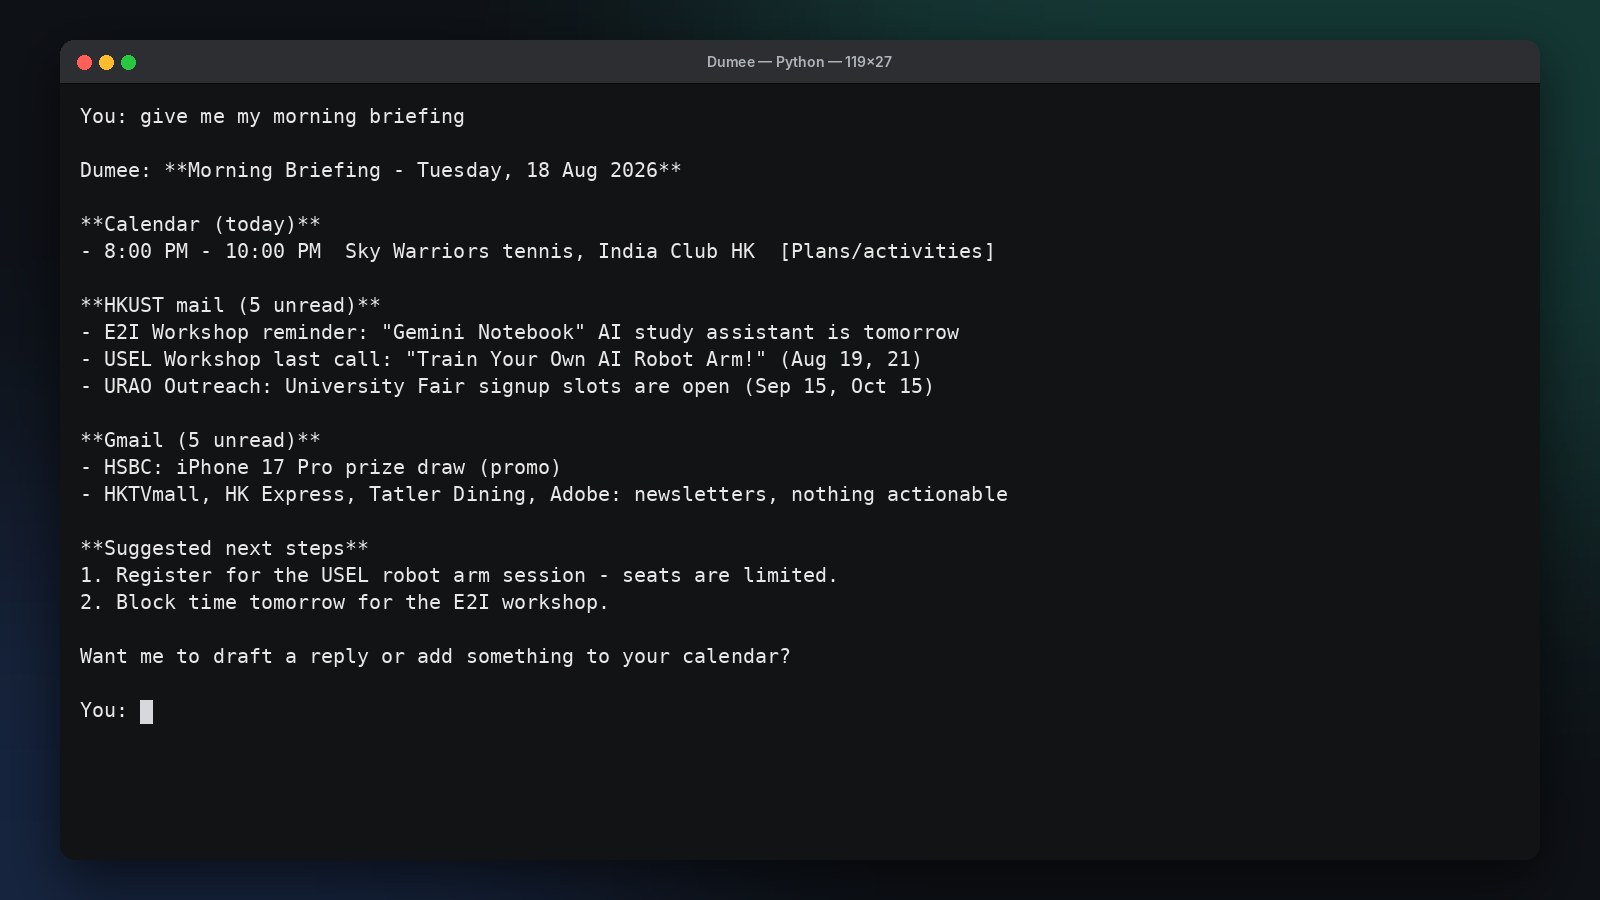 Dumee — Python — 119×27
You: give me my morning briefing
Dumee: **Morning Briefing - Tuesday, 18 Aug 2026**
**Calendar (today)**
- 8:00 PM - 10:00 PM  Sky Warriors tennis, India Club HK  [Plans/activities]
**HKUST mail (5 unread)**
- E2I Workshop reminder: "Gemini Notebook" AI study assistant is tomorrow
- USEL Workshop last call: "Train Your Own AI Robot Arm!" (Aug 19, 21)
- URAO Outreach: University Fair signup slots are open (Sep 15, Oct 15)
**Gmail (5 unread)**
- HSBC: iPhone 17 Pro prize draw (promo)
- HKTVmall, HK Express, Tatler Dining, Adobe: newsletters, nothing actionable
**Suggested next steps**
1. Register for the USEL robot arm session - seats are limited.
2. Block time tomorrow for the E2I workshop.
Want me to draft a reply or add something to your calendar?
You: